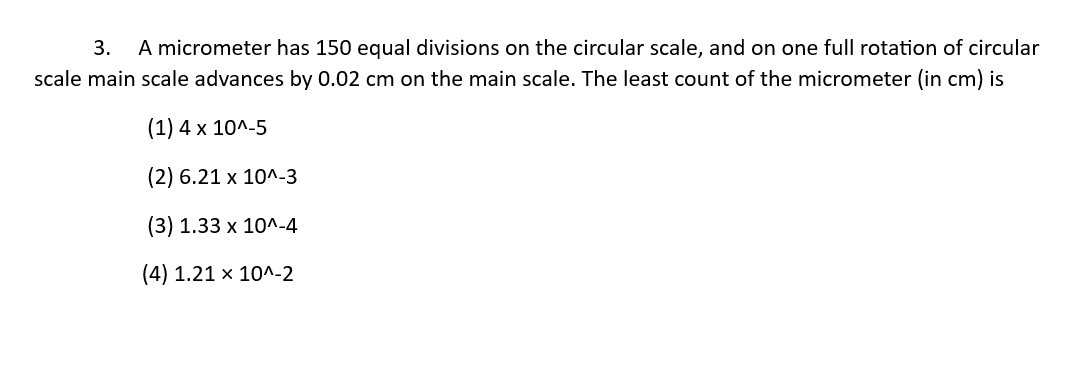 3. A micrometer has 150 equal divisions on the circular scale, and on one full rotation of circular
scale main scale advances by 0.02 cm on the main scale. The least count of the micrometer (in cm) is
(1) 4 x 10^-5
(2) 6.21 x 10^-3
(3) 1.33 x 10^-4
(4) 1.21 × 10^-2